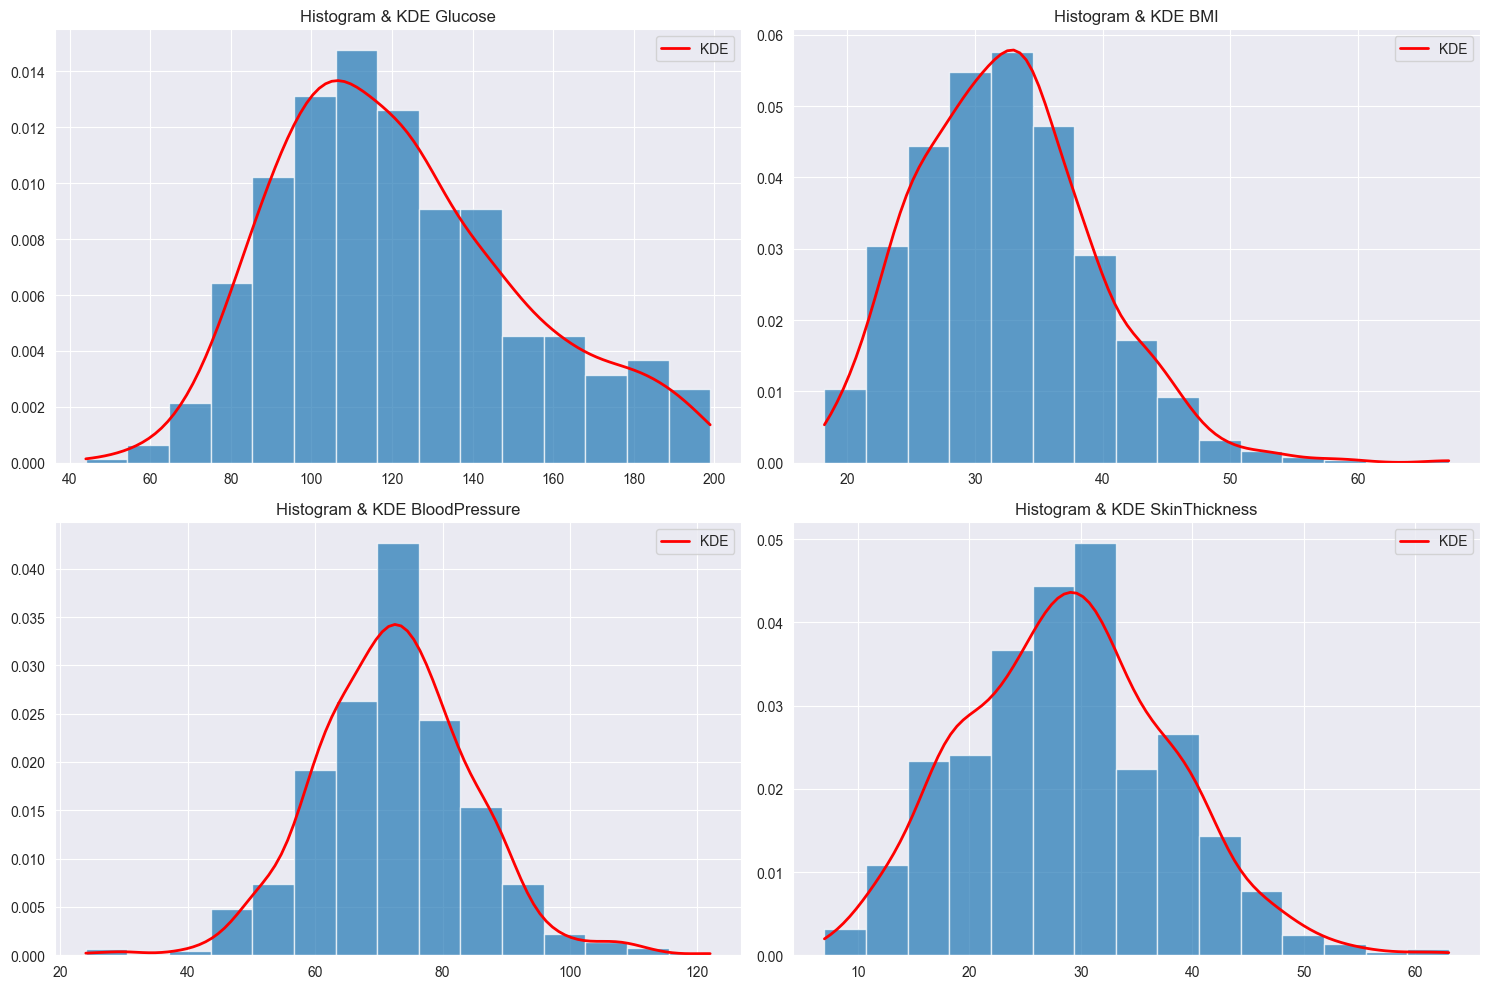 Histogram & KDE Glucose
KDE
0.014
0.012
0.010
0.008
0.006
0.004
0.002
0.000
40 60 80 100 120 140 160 180 200
Histogram & KDE BMI
KDE
0.06
0.05
0.04
0.03
0.02
0.01
0.00
20 30 40 50 60
Histogram & KDE BloodPressure
KDE
0.040
0.035
0.030
0.025
0.020
0.015
0.010
0.005
0.000
20 40 60 80 100 120
Histogram & KDE SkinThickness
KDE
0.05
0.04
0.03
0.02
0.01
0.00
10 20 30 40 50 60